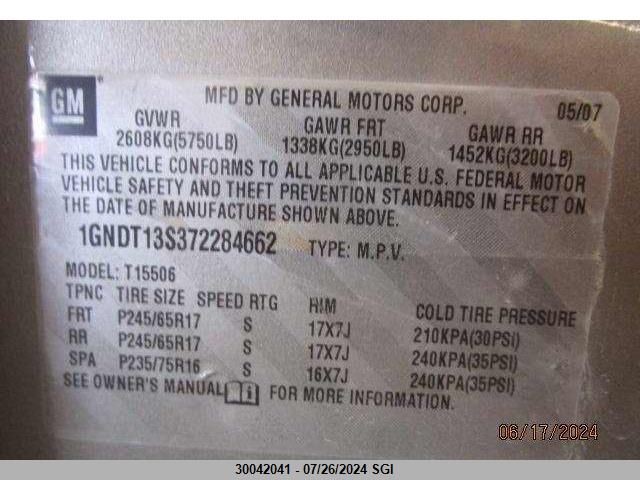 GM
MFD BY GENERAL MOTORS CORP. 05/07
GVWR GAWR FRT GAWR RR
2608KG(5750LB) 1338KG(2950LB) 1452KG(3200LB)
THIS VEHICLE CONFORMS TO ALL APPLICABLE U.S. FEDERAL MOTOR
VEHICLE SAFETY AND THEFT PREVENTION STANDARDS IN EFFECT ON
THE DATE OF MANUFACTURE SHOWN ABOVE.
1GNDT13S372284662 TYPE: M.P.V.
MODEL: T15506
TPNC TIRE SIZE SPEED RTG RIM COLD TIRE PRESSURE
FRT P245/65R17 S 17X7J 210KPA(30PSI)
RR P245/65R17 S 17X7J 240KPA(35PSI)
SPA P235/75R16 S 16X7J 240KPA(35PSI)
SEE OWNER'S MANUAL FOR MORE INFORMATION.
06/17/2024
30042041 - 07/26/2024 SGI